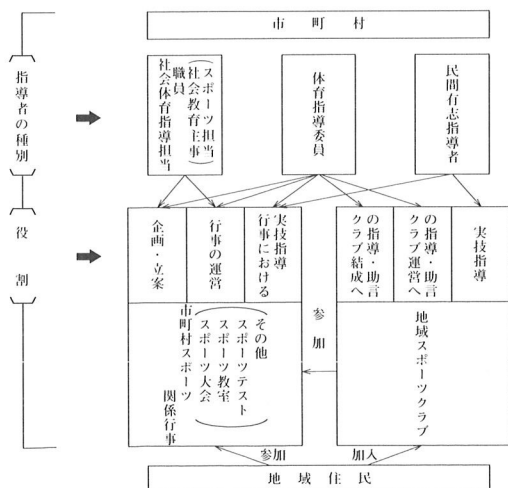 市町村
指導者の種別
社会体育指導担当
職員
(社会教育主事
スポーツ担当)
体育指導委員
民間有志指導者
役割
企画・立案
行事の運営
行事における
実技指導
クラブ結成へ
の指導・助言
クラブ運営へ
の指導・助言
実技指導
市町村スポーツ
関係行事
(スポーツ大会
スポーツ教室
スポーツテスト
その他)
参加
地域スポーツクラブ
参加
加入
地域住民